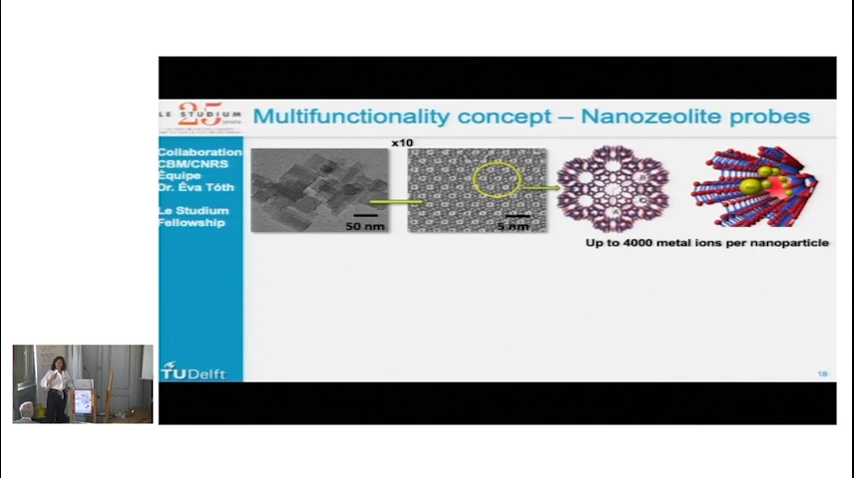 LE STUDIUM
25
Multifunctionality concept – Nanozeolite probes
Collaboration
CBM/CNRS
Équipe
Dr. Éva Tóth
Le Studium
Fellowship
x10
50 nm
5 nm
Up to 4000 metal ions per nanoparticle
TUDelft
18